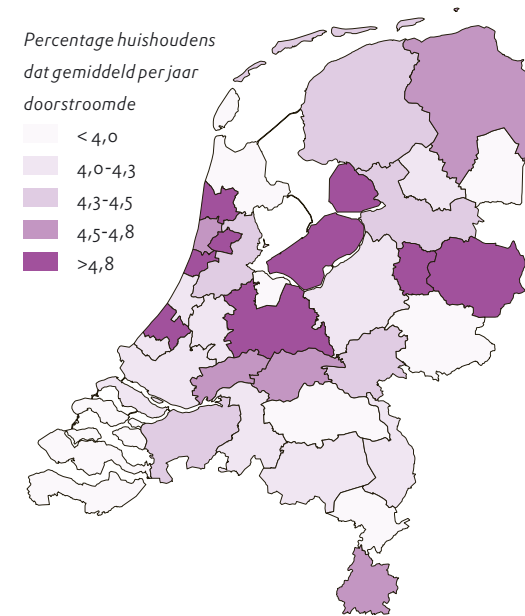 Percentage huishoudens
dat gemiddeld per jaar
doorstroomde
< 4,0
4,0-4,3
4,3-4,5
4,5-4,8
>4,8